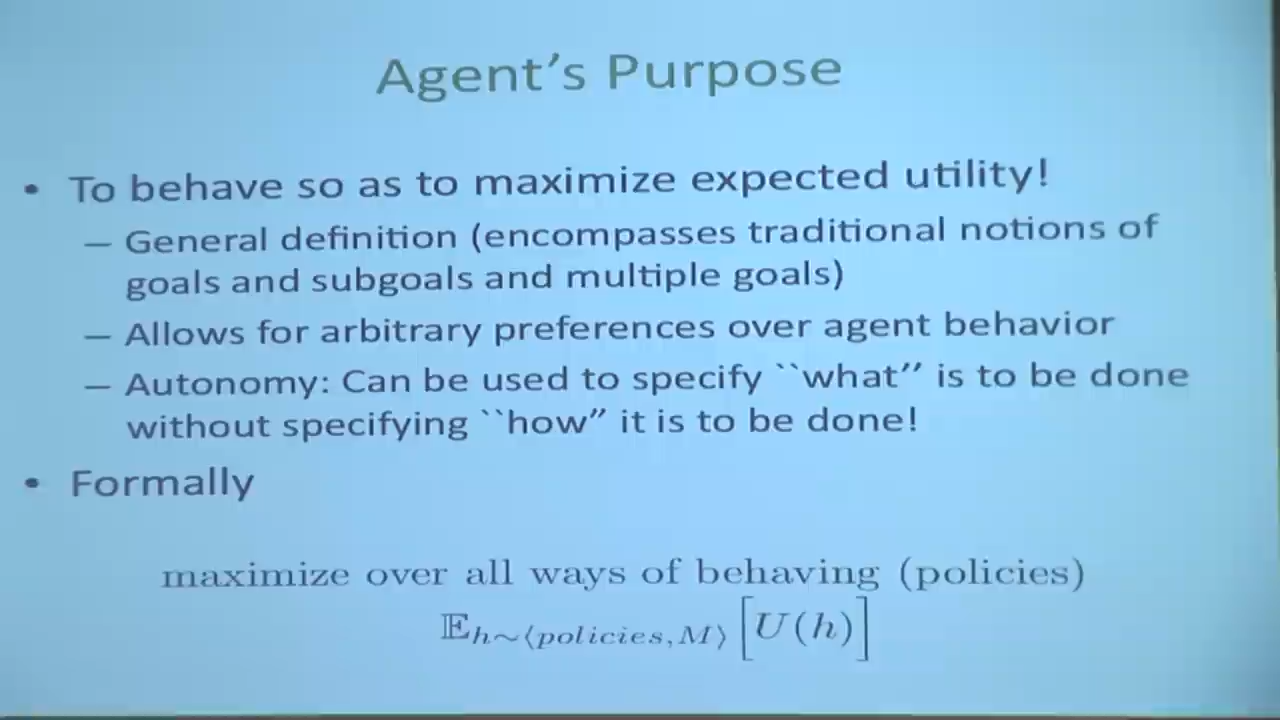 Agent's Purpose
• To behave so as to maximize expected utility!
– General definition (encompasses traditional notions of
goals and subgoals and multiple goals)
– Allows for arbitrary preferences over agent behavior
– Autonomy: Can be used to specify ``what'' is to be done
without specifying ``how'' it is to be done!
• Formally
maximize over all ways of behaving (policies)
𝔼_{h∼⟨policies,M⟩} [U(h)]